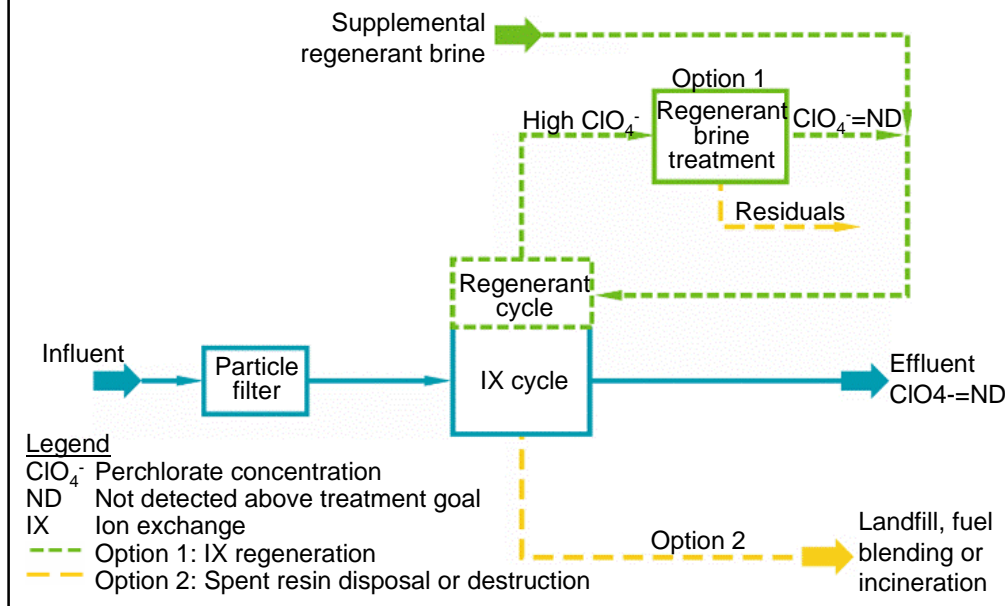 Supplemental
regenerant brine
Option 1
High ClO₄⁻
Regenerant
brine
treatment
ClO₄⁻=ND
Residuals
Regenerant
cycle
Influent
Particle
filter
IX cycle
Effluent
ClO4-=ND
Legend
ClO₄⁻ Perchlorate concentration
ND Not detected above treatment goal
IX Ion exchange
Option 1: IX regeneration
Option 2: Spent resin disposal or destruction
Option 2
Landfill, fuel
blending or
incineration